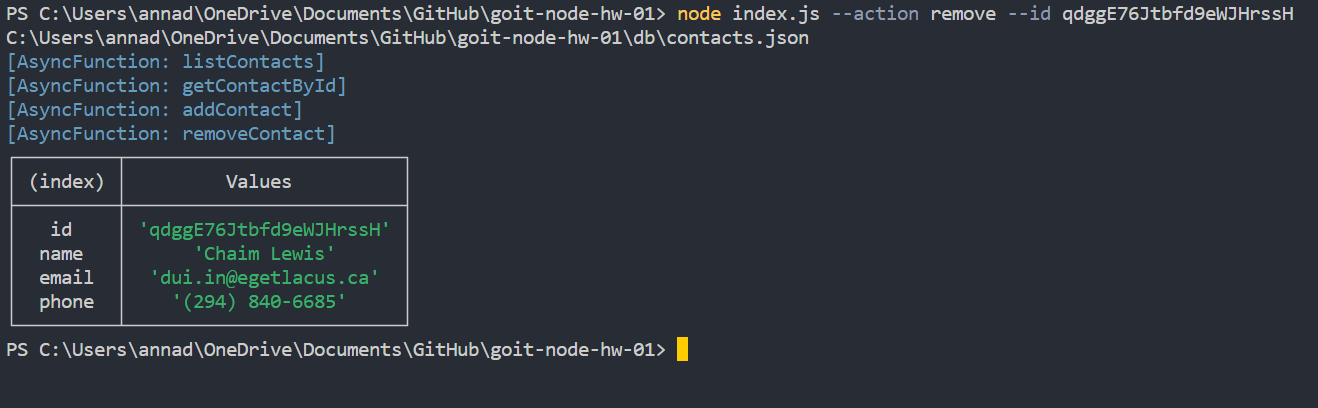 PS C:\Users\annad\OneDrive\Documents\GitHub\goit-node-hw-01> node index.js --action remove --id qdggE76Jtbfd9eWJHrssH
C:\Users\annad\OneDrive\Documents\GitHub\goit-node-hw-01\db\contacts.json
[AsyncFunction: listContacts]
[AsyncFunction: getContactById]
[AsyncFunction: addContact]
[AsyncFunction: removeContact]
(index) Values
id 'qdggE76Jtbfd9eWJHrssH'
name 'Chaim Lewis'
email 'dui.in@egetlacus.ca'
phone '(294) 840-6685'
PS C:\Users\annad\OneDrive\Documents\GitHub\goit-node-hw-01>